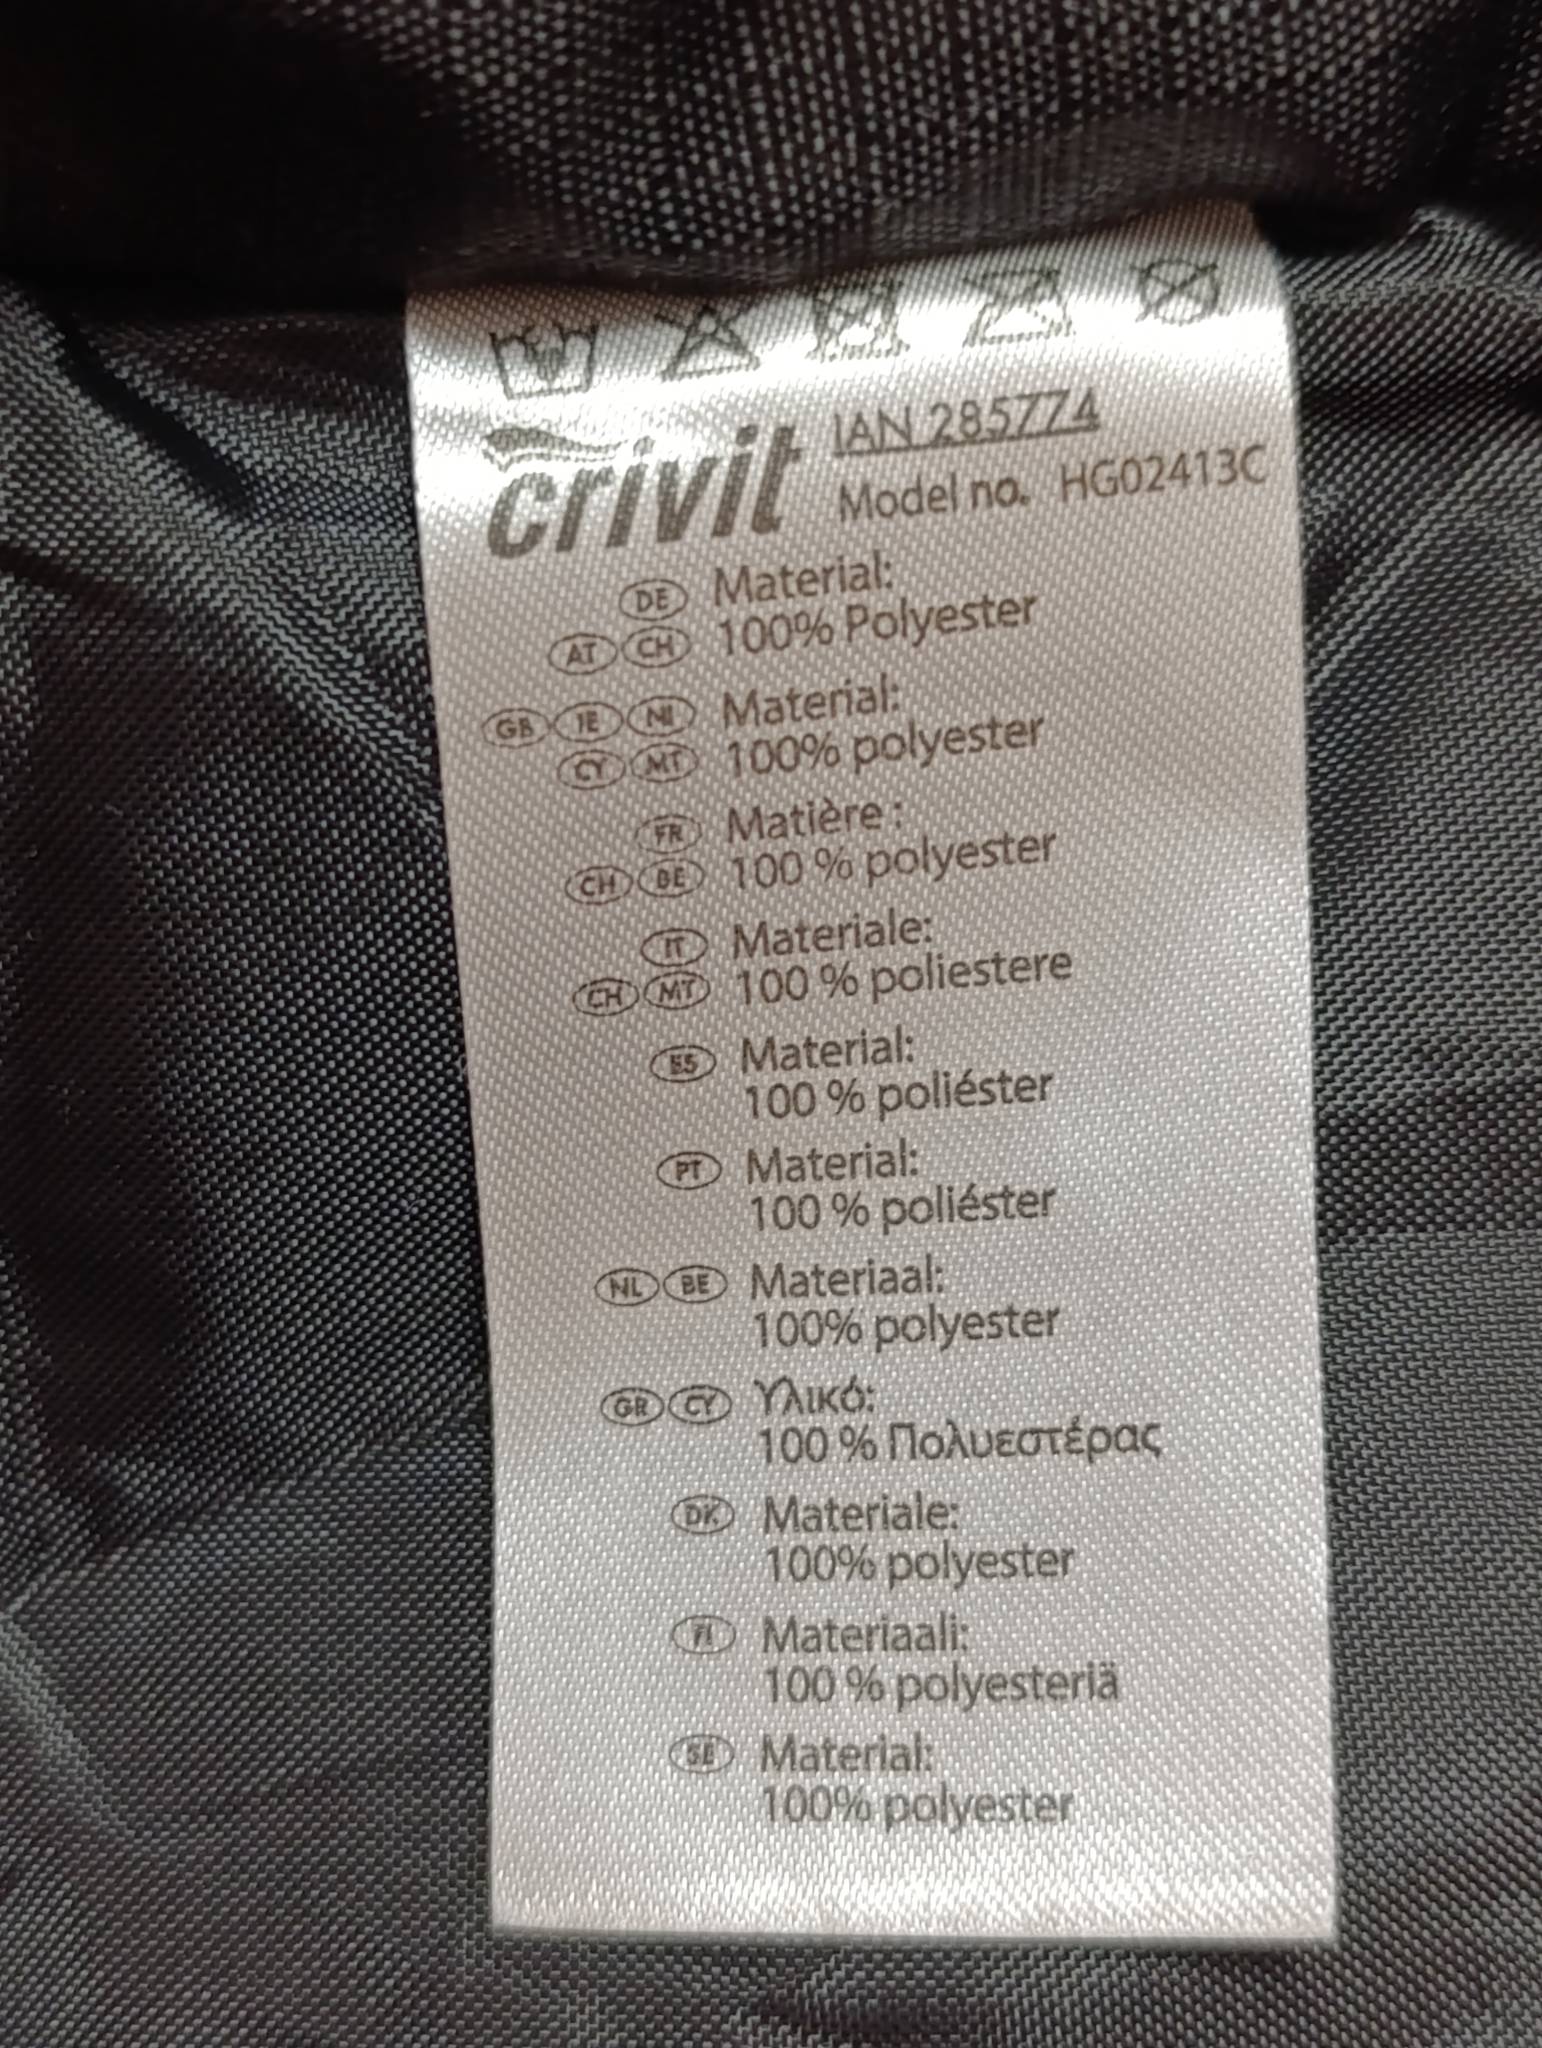 crivit IAN 285774
Model no. HG02413C
DE Material:
AT CH 100% Polyester
GB IE NI Material:
CY MT 100% polyester
FR Matière :
CH BE 100 % polyester
IT Materiale:
CH MT 100 % poliestere
ES Material:
100 % poliéster
PT Material:
100 % poliéster
NL BE Materiaal:
100% polyester
GR CY Υλικό:
100 % Πολυεστέρας
DK Materiale:
100% polyester
FI Materiaali:
100 % polyesteriä
SE Material:
100% polyester